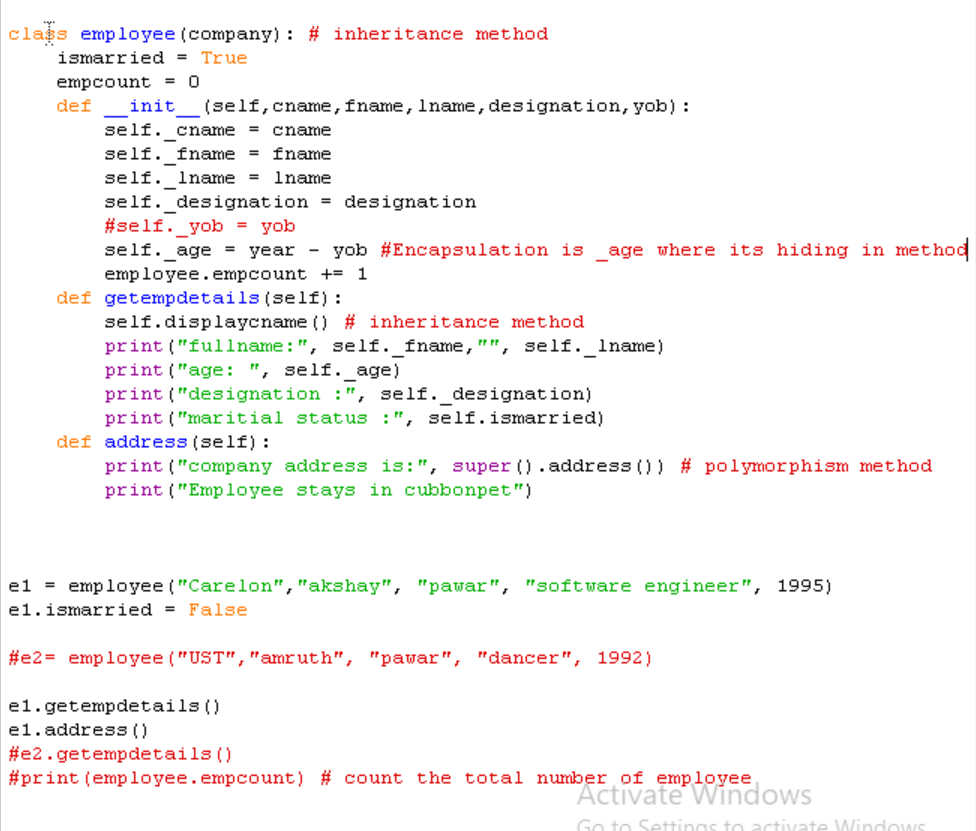 class employee(company): # inheritance method
    ismarried = True
    empcount = 0
    def __init__(self,cname,fname,lname,designation,yob):
        self._cname = cname
        self._fname = fname
        self._lname = lname
        self._designation = designation
        #self._yob = yob
        self._age = year - yob #Encapsulation is _age where its hiding in method
        employee.empcount += 1
    def getempdetails(self):
        self.displaycname() # inheritance method
        print("fullname:", self._fname,"", self._lname)
        print("age: ", self._age)
        print("designation :", self._designation)
        print("maritial status :", self.ismarried)
    def address(self):
        print("company address is:", super().address()) # polymorphism method
        print("Employee stays in cubbonpet")
e1 = employee("Carelon","akshay", "pawar", "software engineer", 1995)
e1.ismarried = False
#e2= employee("UST","amruth", "pawar", "dancer", 1992)
e1.getempdetails()
e1.address()
#e2.getempdetails()
#print(employee.empcount) # count the total number of employee
Activate Windows
Go to Settings to activate Windows.